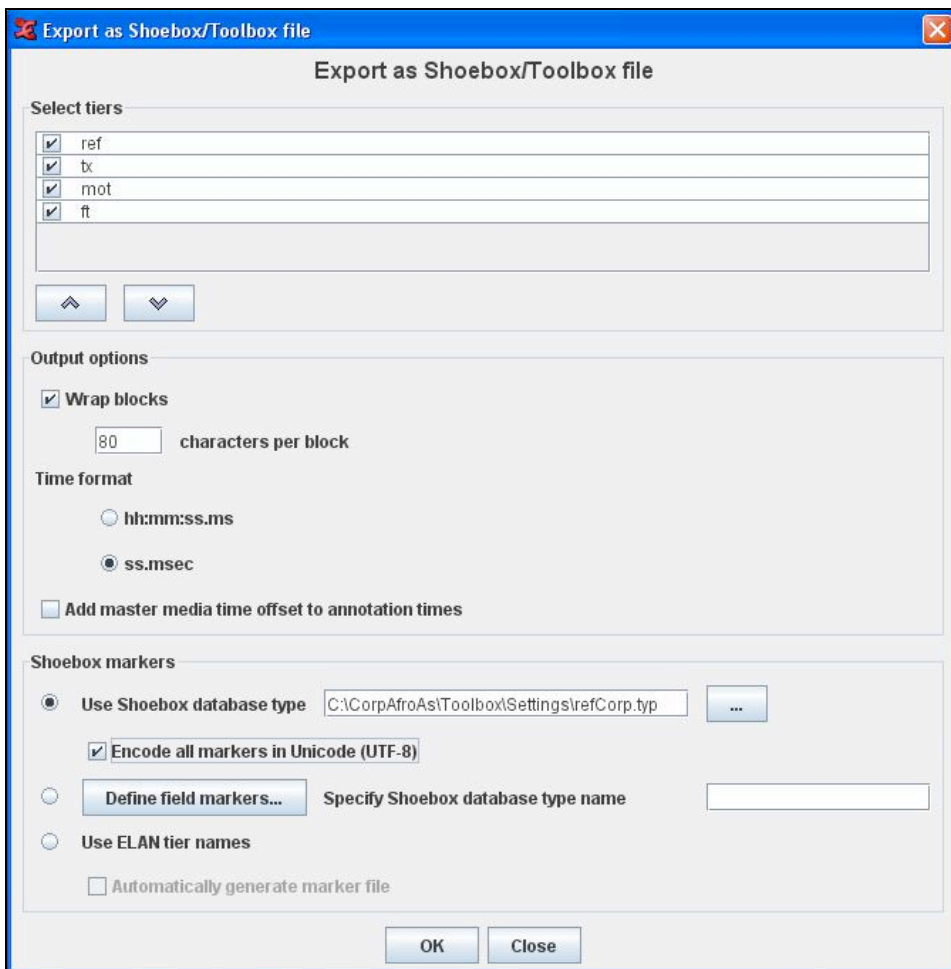 Export as Shoebox/Toolbox file
Export as Shoebox/Toolbox file
Select tiers
ref
tx
mot
ft
Output options
Wrap blocks
80 characters per block
Time format
hh:mm:ss.ms
ss.msec
Add master media time offset to annotation times
Shoebox markers
Use Shoebox database type C:\CorpAfroAs\Toolbox\Settings\refCorp.typ ...
Encode all markers in Unicode (UTF-8)
Define field markers... Specify Shoebox database type name
Use ELAN tier names
Automatically generate marker file
OK Close